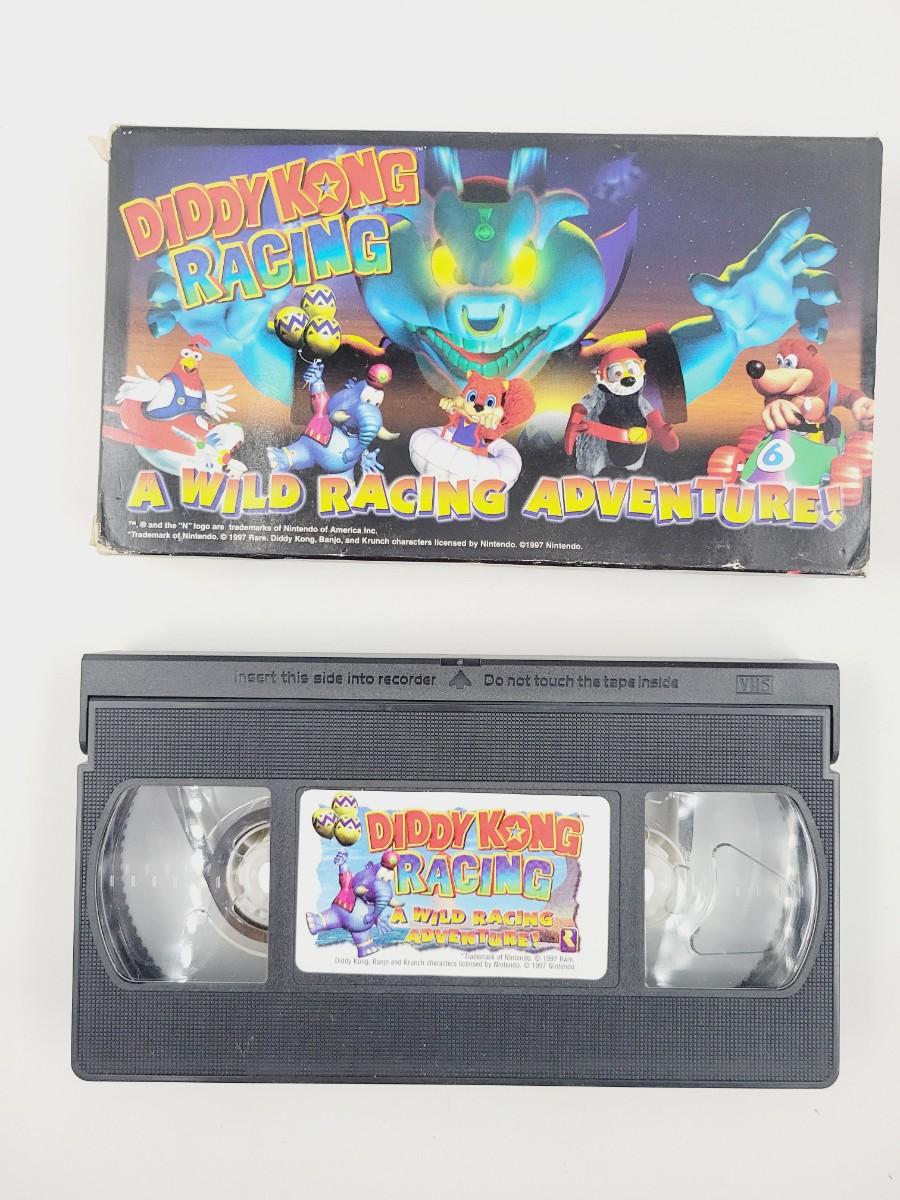 DIDDY KONG™
RACING
6
A WILD RACING ADVENTURE!
™, ® and the "N" logo are trademarks of Nintendo of America Inc.
*Trademark of Nintendo. © 1997 Rare. Diddy Kong, Banjo, and Krunch characters licensed by Nintendo. ©1997 Nintendo.
Insert this side into recorder Do not touch the tape inside VHS
DIDDY KONG
RACING
A WILD RACING
ADVENTURE!
R
*Trademark of Nintendo. © 1997 Rare.
Diddy Kong, Banjo and Krunch characters licensed by Nintendo. © 1997 Nintendo